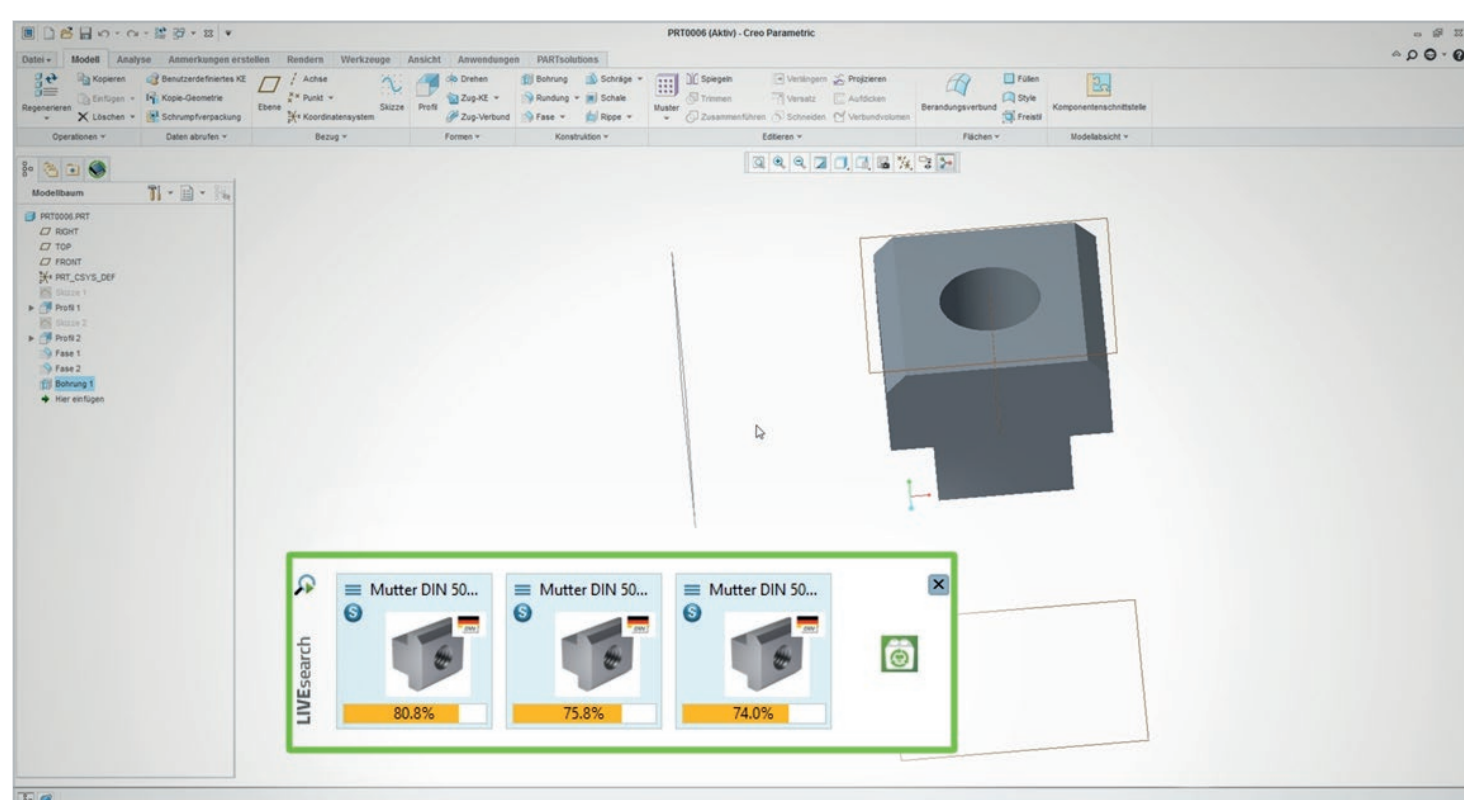 PRT0006 (Aktiv) - Creo Parametric
Datei Modell Analyse Anmerkungen erstellen Rendern Werkzeuge Ansicht Anwendungen PARTsolutions
Regenerieren
Kopieren
Einfügen
Löschen
Operationen
Benutzerdefiniertes KE
Kopie-Geometrie
Schrumpfverpackung
Daten abrufen
Ebene
Achse
Punkt
Koordinatensystem
Bezug
Skizze
Profil
Drehen
Zug-KE
Zug-Verbund
Formen
Bohrung
Rundung
Fase
Schräge
Schale
Rippe
Konstruktion
Muster
Spiegeln
Trimmen
Zusammenführen
Verlängern
Versatz
Schneiden
Projizieren
Aufdicken
Verbundvolumen
Editieren
Berandungsverbund
Füllen
Style
Freistil
Flächen
Komponentenschnittstelle
Modellabsicht
Modellbaum
PRT0006.PRT
RIGHT
TOP
FRONT
PRT_CSYS_DEF
Skizze 1
Profil 1
Skizze 2
Profil 2
Fase 1
Fase 2
Bohrung 1
Hier einfügen
LIVEsearch
Mutter DIN 50...
S
DIN
80.8%
Mutter DIN 50...
S
DIN
75.8%
Mutter DIN 50...
S
DIN
74.0%